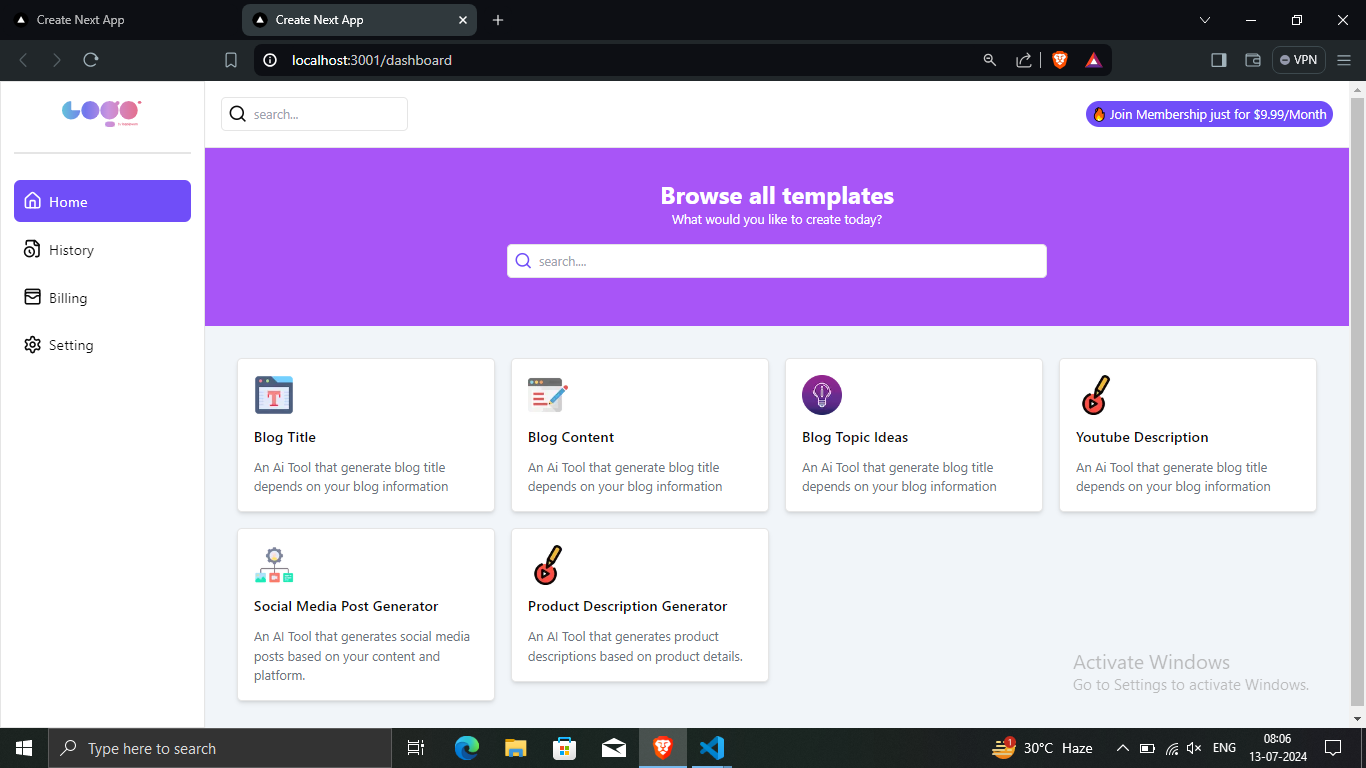 Create Next App
Create Next App
localhost:3001/dashboard
VPN
Logo
search...
🔥 Join Membership just for $9.99/Month
Home
History
Billing
Setting
Browse all templates
What would you like to create today?
search....
Blog Title
An Ai Tool that generate blog title
depends on your blog information
Blog Content
An Ai Tool that generate blog title
depends on your blog information
Blog Topic Ideas
An Ai Tool that generate blog title
depends on your blog information
Youtube Description
An Ai Tool that generate blog title
depends on your blog information
Social Media Post Generator
An AI Tool that generates social media
posts based on your content and
platform.
Product Description Generator
An AI Tool that generates product
descriptions based on product details.
Activate Windows
Go to Settings to activate Windows.
Type here to search
1
30°C Haze
ENG
08:06
13-07-2024